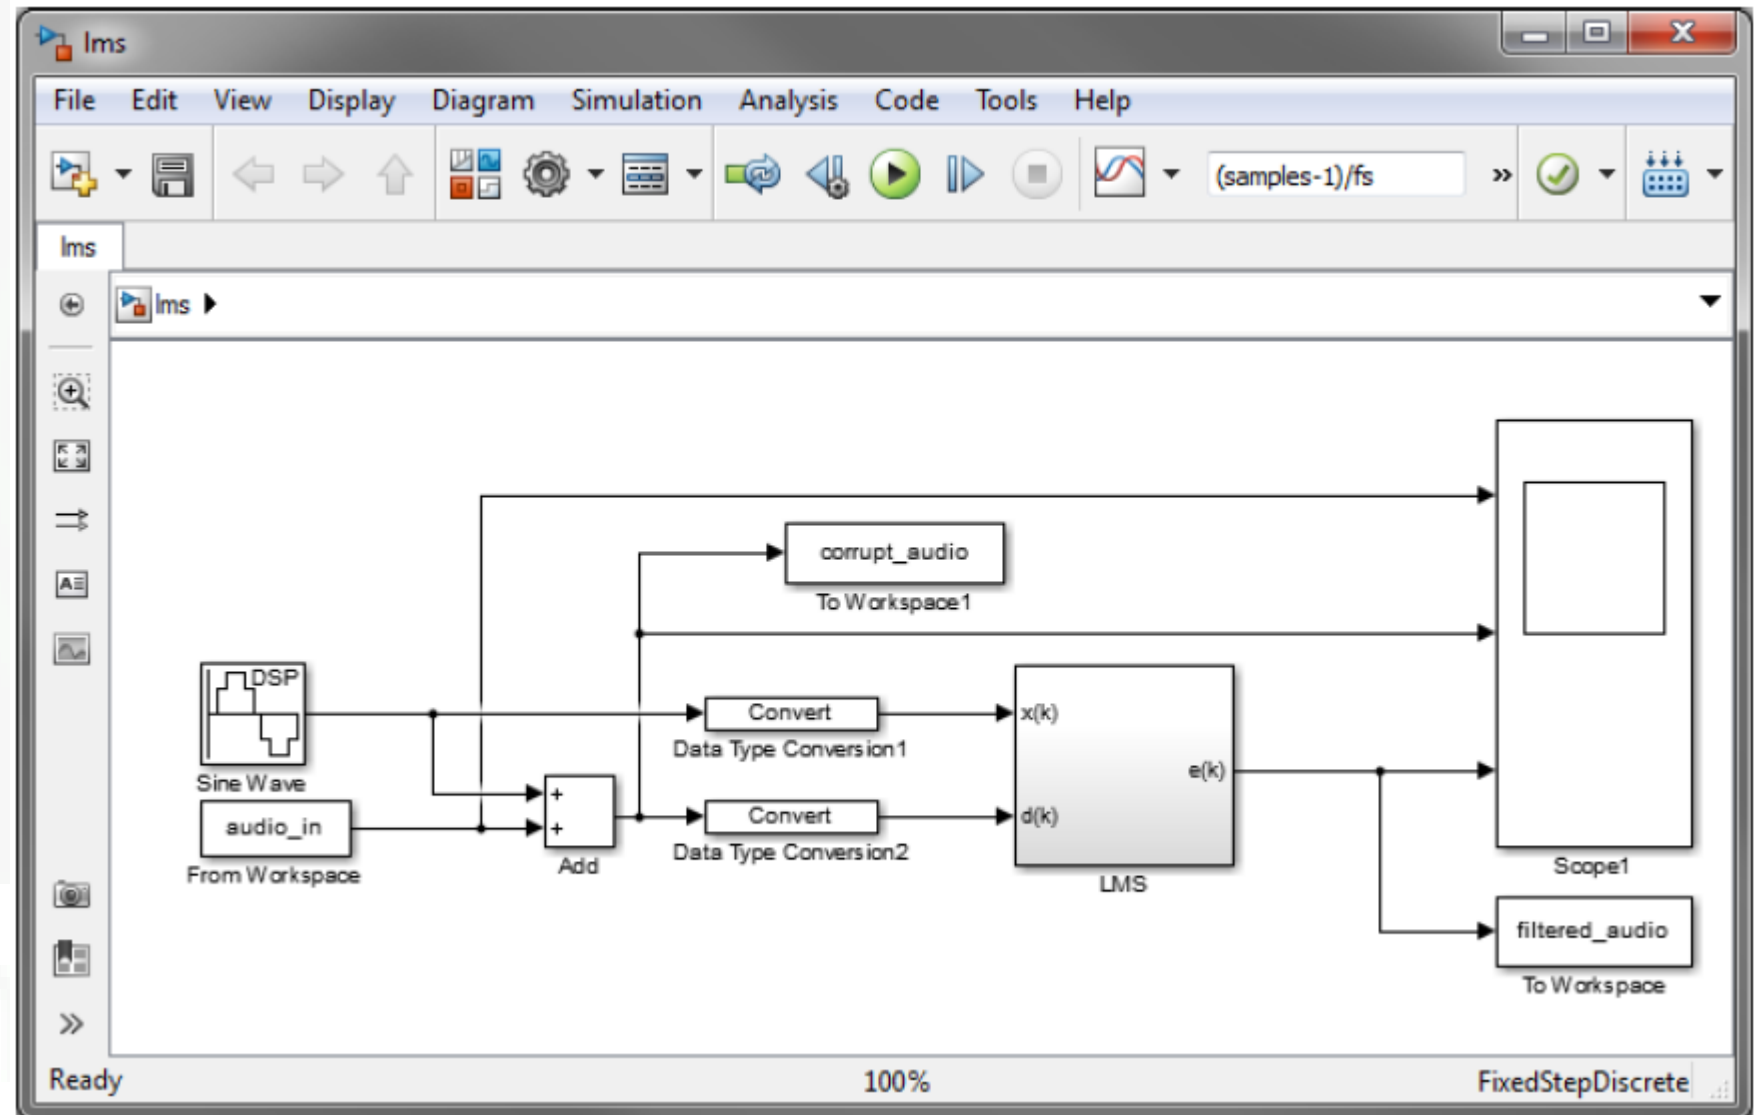 lms
File Edit View Display Diagram Simulation Analysis Code Tools Help
(samples-1)/fs
lms
lms
corrupt_audio
To Workspace1
DSP
Sine Wave
Convert
Data Type Conversion1
x(k)
e(k)
d(k)
LMS
audio_in
From Workspace
+
+
Add
Convert
Data Type Conversion2
Scope1
filtered_audio
To Workspace
Ready 100% FixedStepDiscrete